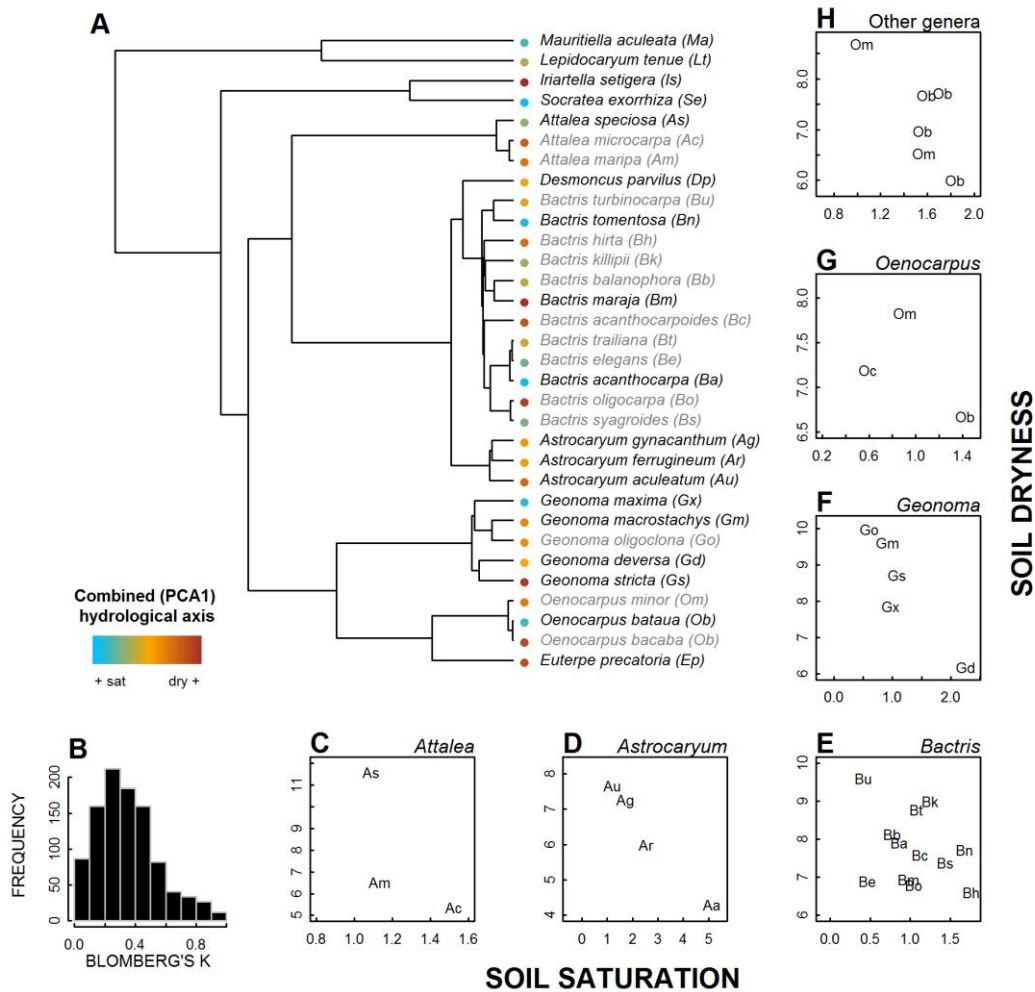 A
Mauritiella aculeata (Ma)
Lepidocaryum tenue (Lt)
Iriartella setigera (Is)
Socratea exorrhiza (Se)
Attalea speciosa (As)
Attalea microcarpa (Ac)
Attalea maripa (Am)
Desmoncus parvilus (Dp)
Bactris turbinocarpa (Bu)
Bactris tomentosa (Bn)
Bactris hirta (Bh)
Bactris killipii (Bk)
Bactris balanophora (Bb)
Bactris maraja (Bm)
Bactris acanthocarpoides (Bc)
Bactris trailiana (Bt)
Bactris elegans (Be)
Bactris acanthocarpa (Ba)
Bactris oligocarpa (Bo)
Bactris syagroides (Bs)
Astrocaryum gynacanthum (Ag)
Astrocaryum ferrugineum (Ar)
Astrocaryum aculeatum (Au)
Geonoma maxima (Gx)
Geonoma macrostachys (Gm)
Geonoma oligoclona (Go)
Geonoma deversa (Gd)
Geonoma stricta (Gs)
Oenocarpus minor (Om)
Oenocarpus bataua (Ob)
Oenocarpus bacaba (Ob)
Euterpe precatoria (Ep)
Combined (PCA1)
hydrological axis
+ sat dry +
B
FREQUENCY
0 50 100 200
0.0 0.4 0.8
BLOMBERG'S K
C Attalea
5 6 7 8 9 11
As
Am
Ac
0.8 1.0 1.2 1.4 1.6
D Astrocaryum
4 5 6 7 8
Au
Ag
Ar
Aa
0 1 2 3 4 5
E Bactris
6 7 8 9 10
Bu
Bk
Bt
Bb
Ba
Bn
Bc
Bs
Be
Bm
Bo
Bh
0.0 0.5 1.0 1.5
F Geonoma
6 7 8 9 10
Go
Gm
Gs
Gx
Gd
0.0 1.0 2.0
G Oenocarpus
6.5 7.0 7.5 8.0
Om
Oc
Ob
0.2 0.6 1.0 1.4
H Other genera
6.0 7.0 8.0
Om
Ob Ob
Ob
Om
Ob
0.8 1.2 1.6 2.0
SOIL DRYNESS
SOIL SATURATION